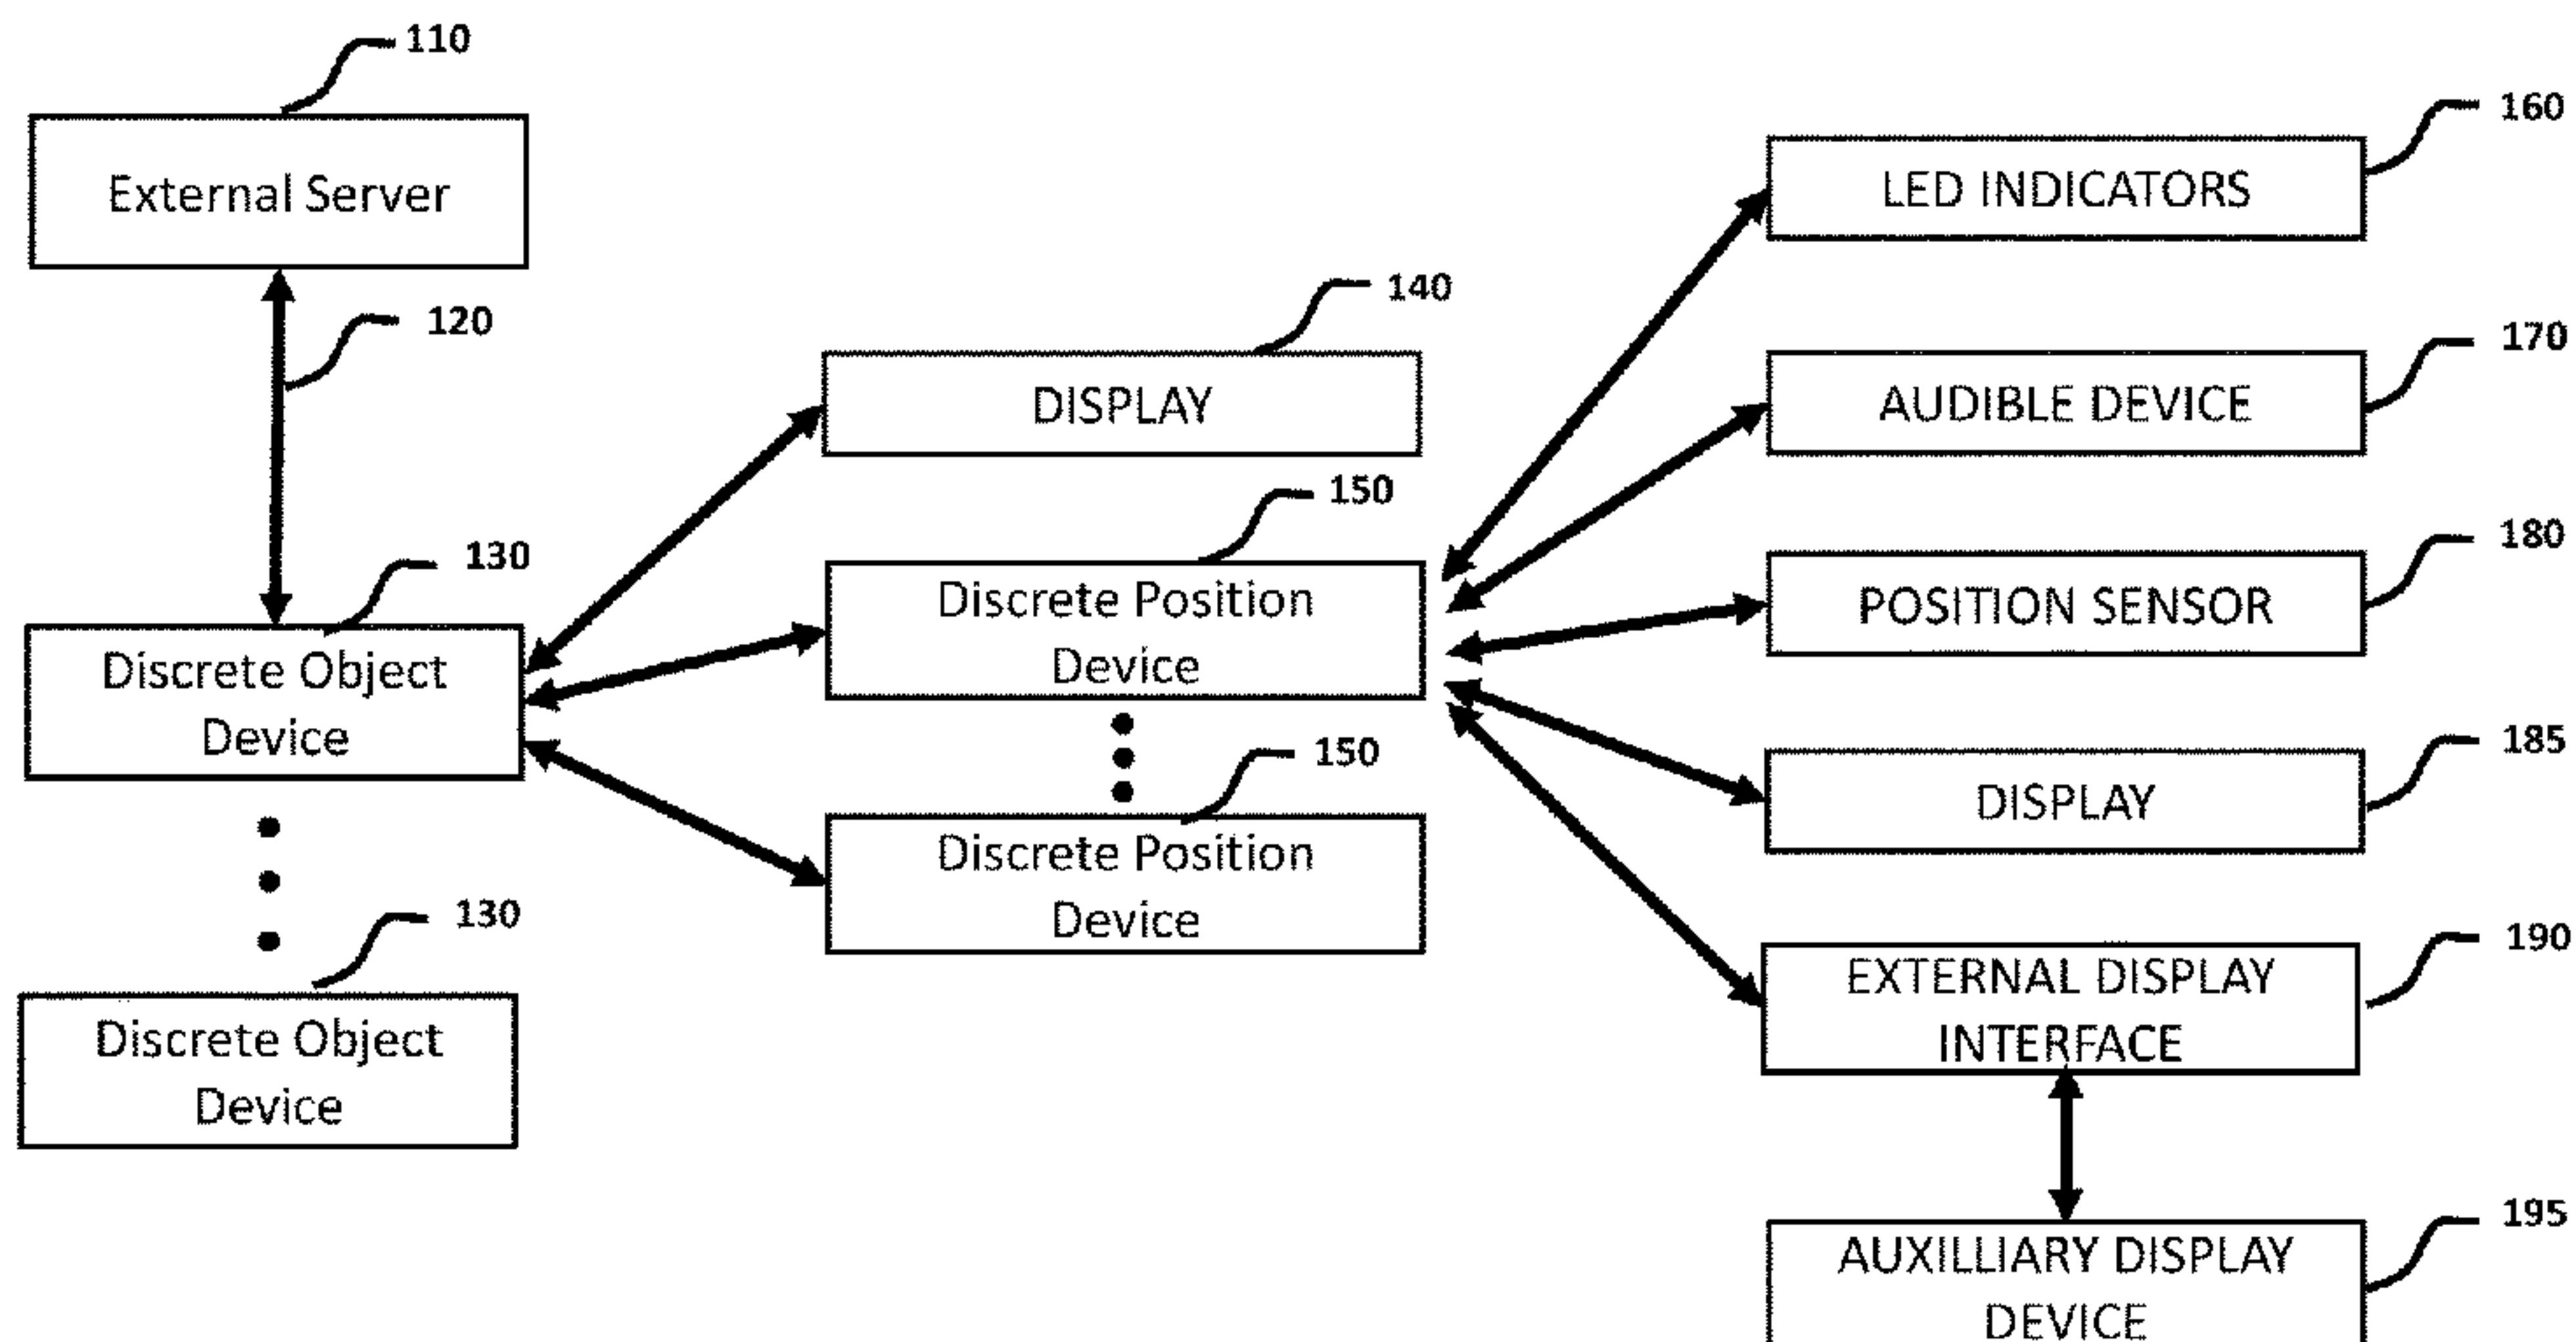 110
External Server
120
130
Discrete Object
Device
130
Discrete Object
Device
140
DISPLAY
150
Discrete Position
Device
150
Discrete Position
Device
160
LED INDICATORS
170
AUDIBLE DEVICE
180
POSITION SENSOR
185
DISPLAY
190
EXTERNAL DISPLAY
INTERFACE
195
AUXILLIARY DISPLAY
DEVICE